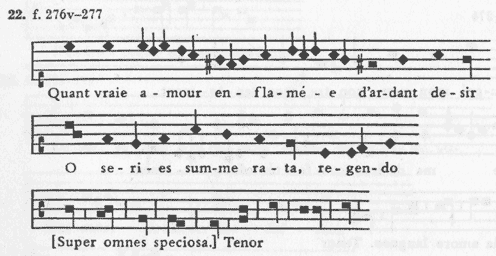 22. f. 276v-277
Quant vraie a - mour en - fla - mé - e d'ar - dant de - sir
O se - ri - es sum - me ra - ta, re - gen - do
[Super omnes speciosa.] Tenor